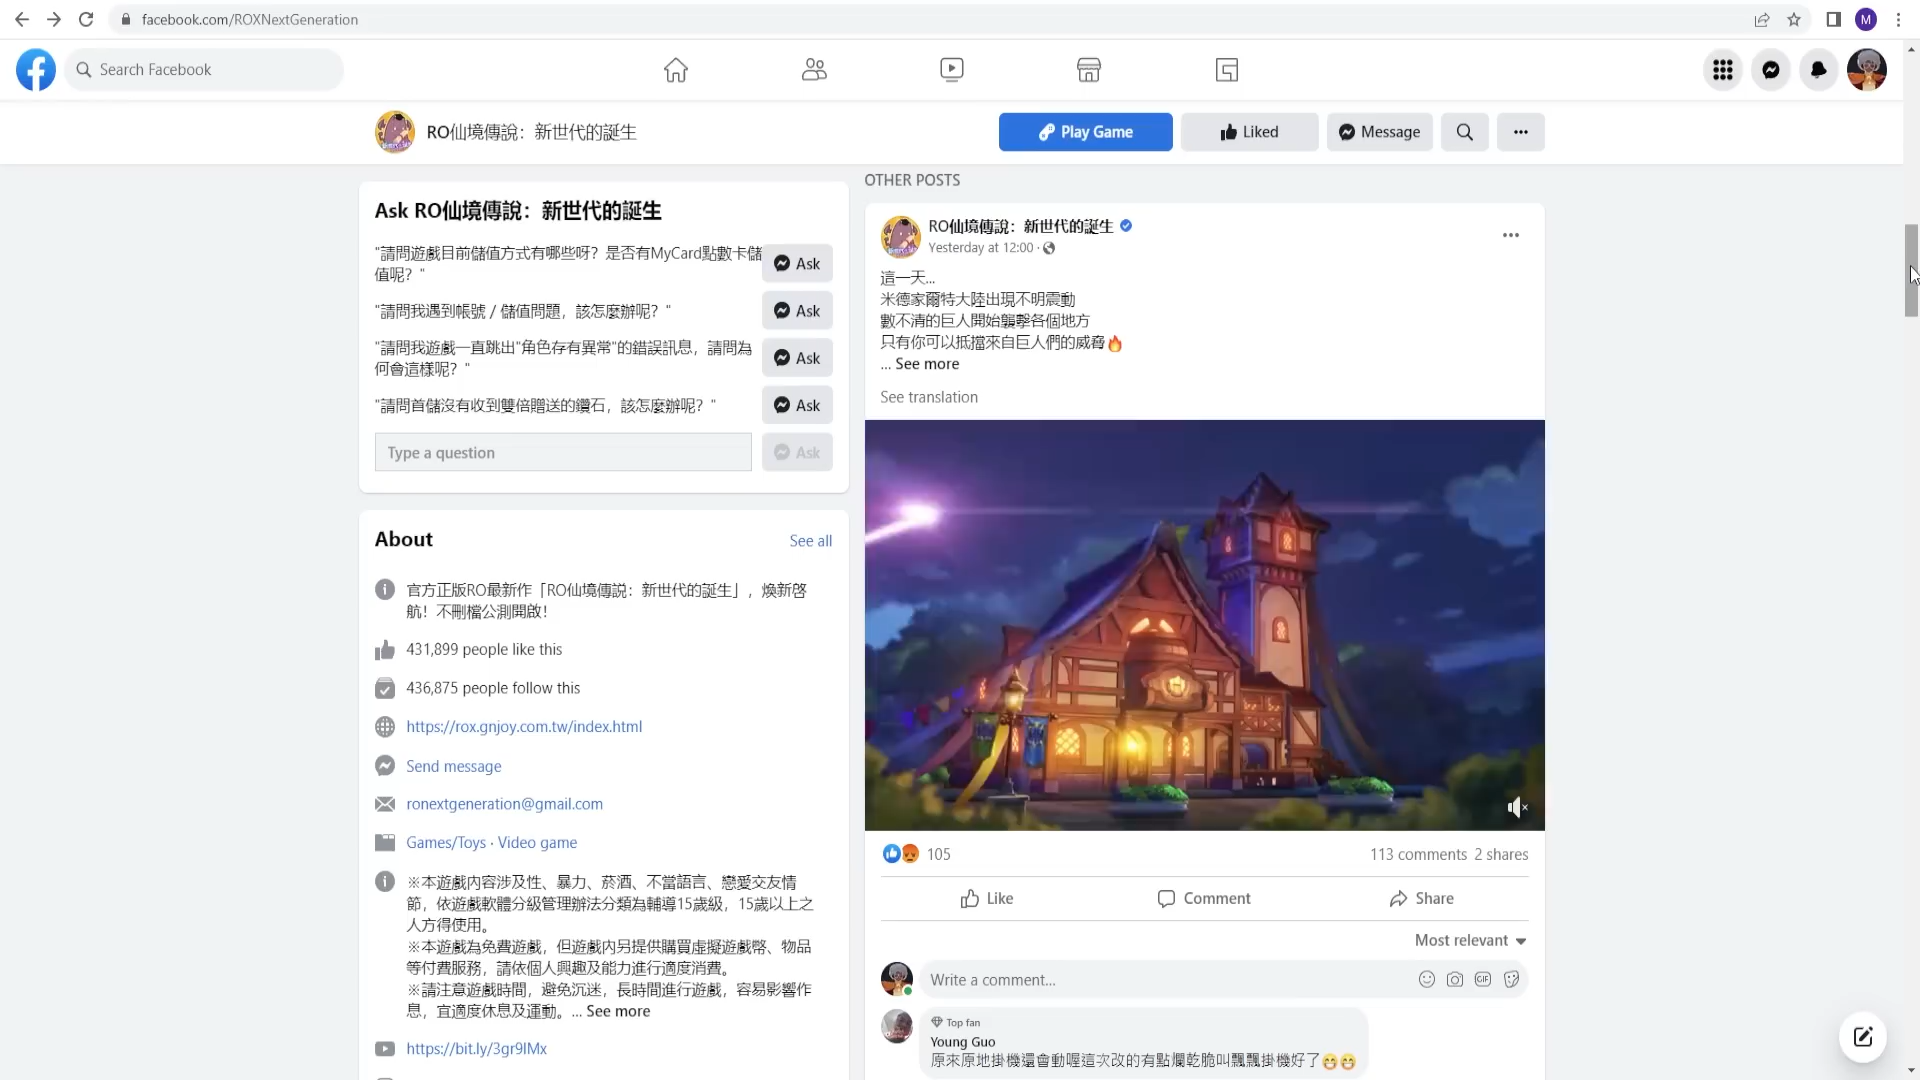 facebook.com/ROXNextGeneration
M
Search Facebook
RO仙境傳說：新世代的誕生
Play Game
Liked
Message
Ask RO仙境傳說：新世代的誕生
"請問遊戲目前儲值方式有哪些呀？是否有MyCard點數卡儲
值呢？"
Ask
"請問我遇到帳號 / 儲值問題，該怎麼辦呢？"
Ask
"請問我遊戲一直跳出"角色存有異常"的錯誤訊息，請問為
何會這樣呢？"
Ask
"請問首儲沒有收到雙倍贈送的鑽石，該怎麼辦呢？"
Ask
Type a question
Ask
About
See all
官方正版RO最新作「RO仙境傳說：新世代的誕生」，煥新啓
航！不刪檔公測開啟！
431,899 people like this
436,875 people follow this
https://rox.gnjoy.com.tw/index.html
Send message
ronextgeneration@gmail.com
Games/Toys · Video game
※本遊戲內容涉及性、暴力、菸酒、不當語言、戀愛交友情
節，依遊戲軟體分級管理辦法分類為輔導15歲級，15歲以上之
人方得使用。
※本遊戲為免費遊戲，但遊戲內另提供購買虛擬遊戲幣、物品
等付費服務，請依個人興趣及能力進行適度消費。
※請注意遊戲時間，避免沉迷，長時間進行遊戲，容易影響作
息，宜適度休息及運動。... See more
https://bit.ly/3gr9lMx
OTHER POSTS
RO仙境傳說：新世代的誕生
Yesterday at 12:00 ·
這一天...
米德家爾特大陸出現不明震動
數不清的巨人開始襲擊各個地方
只有你可以抵擋來自巨人們的威脅🔥
... See more
See translation
105
113 comments 2 shares
Like
Comment
Share
Most relevant
Write a comment...
GIF
Top fan
Young Guo
原來原地掛機還會動喔這次改的有點爛乾脆叫飄飄掛機好了😁😁